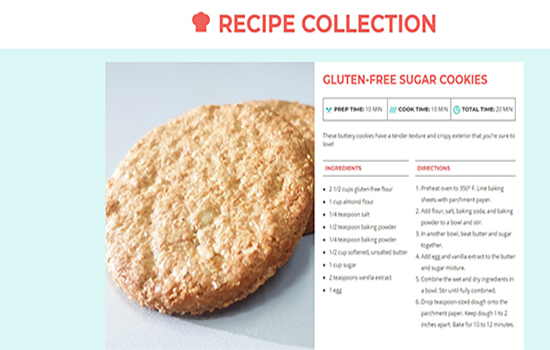 RECIPE COLLECTION
GLUTEN-FREE SUGAR COOKIES
PREP TIME: 10 MIN
COOK TIME: 10 MIN
TOTAL TIME: 20 MIN
These buttery cookies have a tender texture and crispy exterior that you're sure to
love!
INGREDIENTS
2 1/2 cups gluten-free flour
1 cup almond flour
1/4 teaspoon salt
1/2 teaspoon baking powder
1/4 teaspoon baking powder
1/2 cup softened, unsalted butter
1 cup sugar
2 teaspoons vanilla extract
1 egg
DIRECTIONS
1. Preheat oven to 350° F. Line baking
sheets with parchment paper.
2. Add flour, salt, baking soda, and baking
powder to a bowl and stir.
3. In another bowl, beat butter and sugar
together.
4. Add egg and vanilla extract to the butter
and sugar mixture.
5. Combine the wet and dry ingredients in
a bowl. Stir until fully combined.
6. Drop teaspoon-sized dough onto the
parchment paper. Keep dough 1 to 2
inches apart. Bake for 10 to 12 minutes.